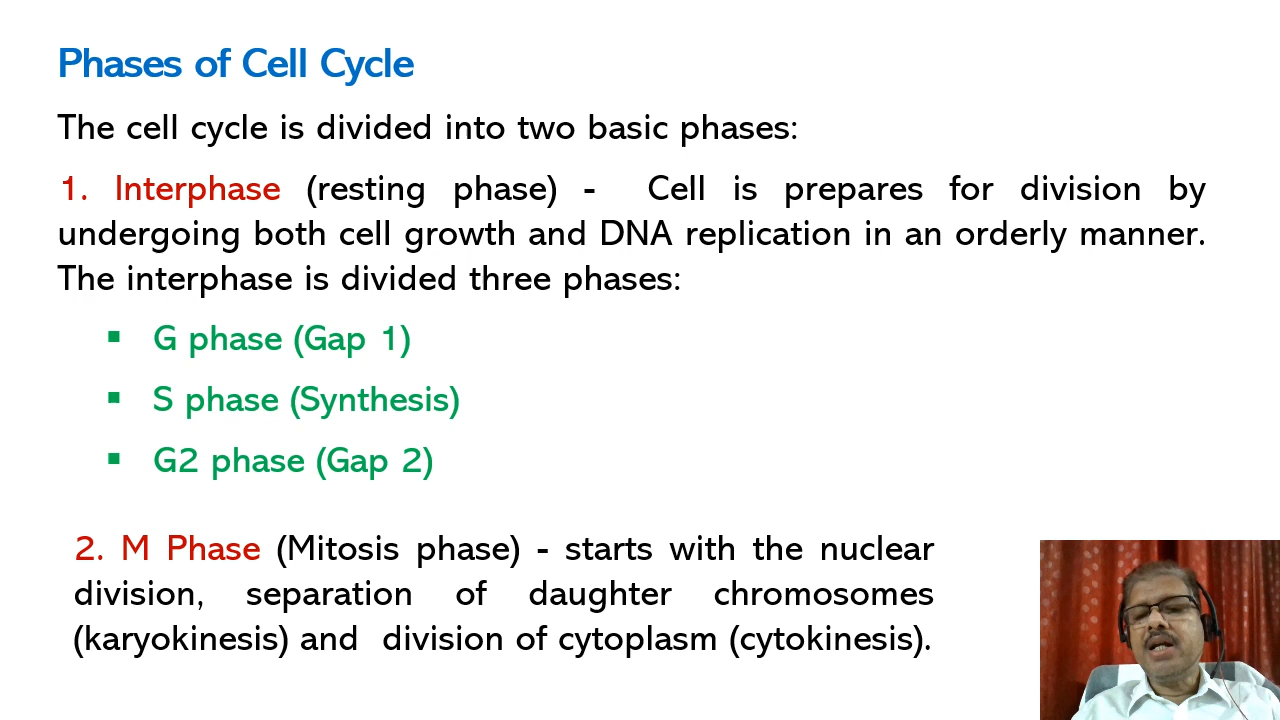 Phases of Cell Cycle
The cell cycle is divided into two basic phases:
1. Interphase (resting phase) - Cell is prepares for division by
undergoing both cell growth and DNA replication in an orderly manner.
The interphase is divided three phases:
▪ G phase (Gap 1)
▪ S phase (Synthesis)
▪ G2 phase (Gap 2)
2. M Phase (Mitosis phase) - starts with the nuclear
division, separation of daughter chromosomes
(karyokinesis) and division of cytoplasm (cytokinesis).